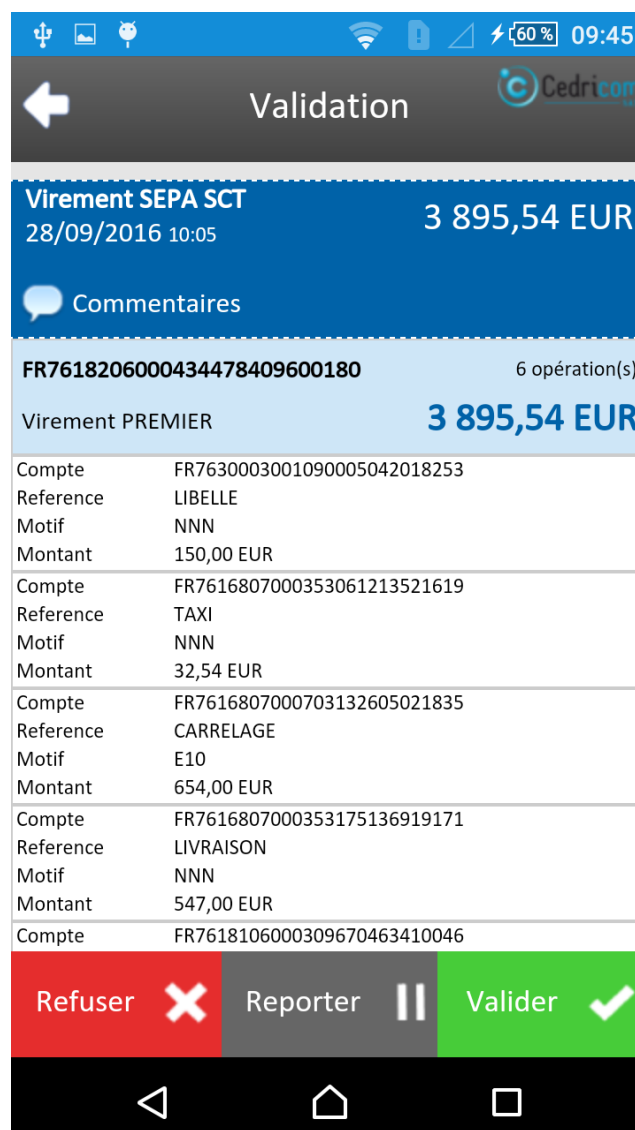 60 % 09:45
Validation
Cedricom
Virement SEPA SCT
28/09/2016 10:05
3 895,54 EUR
Commentaires
FR7618206000434478409600180
6 opération(s)
Virement PREMIER
3 895,54 EUR
Compte FR7630003001090005042018253
Reference LIBELLE
Motif NNN
Montant 150,00 EUR
Compte FR7616807000353061213521619
Reference TAXI
Motif NNN
Montant 32,54 EUR
Compte FR7616807000703132605021835
Reference CARRELAGE
Motif E10
Montant 654,00 EUR
Compte FR7616807000353175136919171
Reference LIVRAISON
Motif NNN
Montant 547,00 EUR
Compte FR7618106000309670463410046
Refuser Reporter Valider